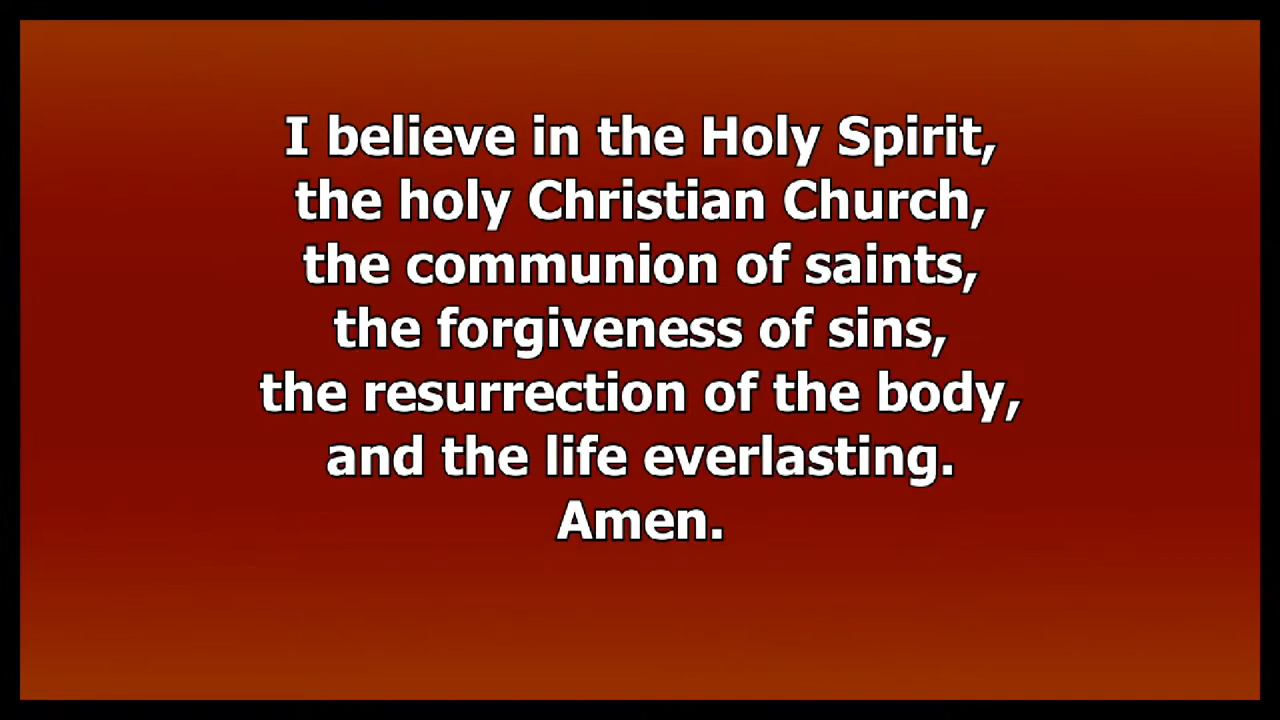 I believe in the Holy Spirit,
the holy Christian Church,
the communion of saints,
the forgiveness of sins,
the resurrection of the body,
and the life everlasting.
Amen.